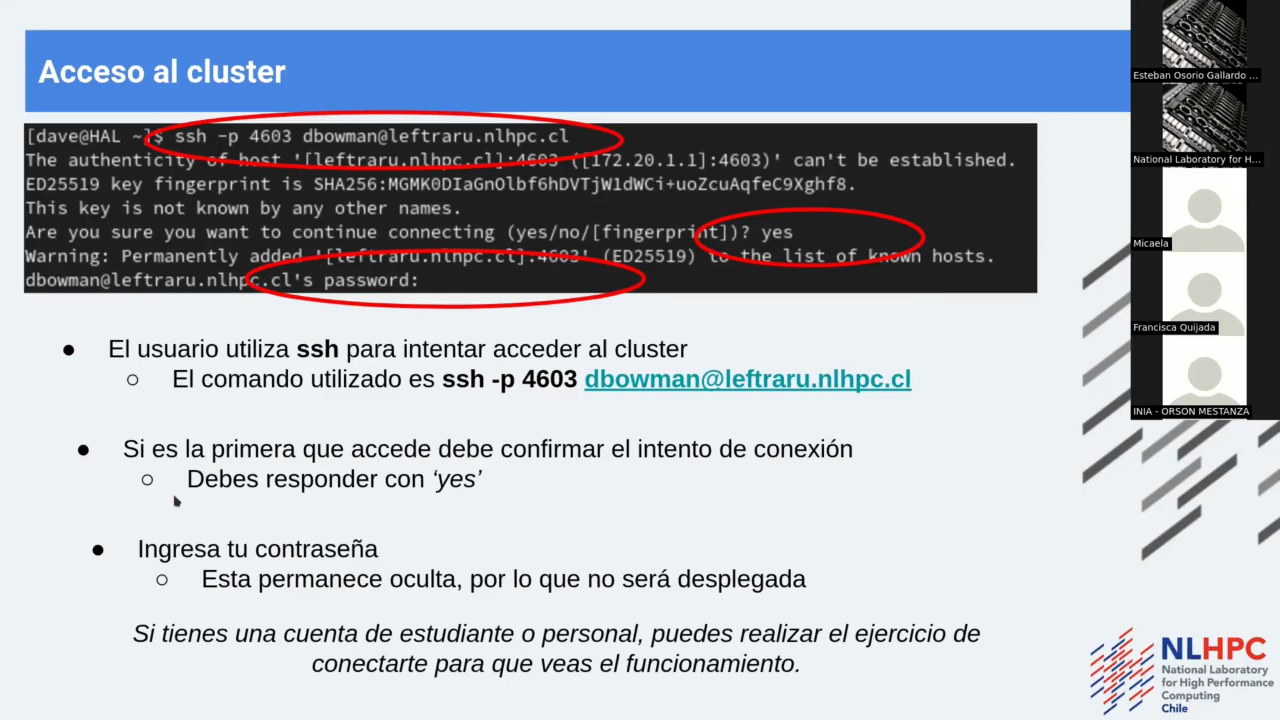 Acceso al cluster
[dave@HAL ~]$ ssh -p 4603 dbowman@leftraru.nlhpc.cl
The authenticity of host '[leftraru.nlhpc.cl]:4603 ([172.20.1.1]:4603)' can't be established.
ED25519 key fingerprint is SHA256:MGMK0DIaGnOlbf6hDVTjW1dWCi+uoZcuAqfeC9Xghf8.
This key is not known by any other names.
Are you sure you want to continue connecting (yes/no/[fingerprint])? yes
Warning: Permanently added '[leftraru.nlhpc.cl]:4603' (ED25519) to the list of known hosts.
dbowman@leftraru.nlhpc.cl's password:
● El usuario utiliza ssh para intentar acceder al cluster
○ El comando utilizado es ssh -p 4603 dbowman@leftraru.nlhpc.cl
● Si es la primera que accede debe confirmar el intento de conexión
○ Debes responder con ‘yes’
● Ingresa tu contraseña
○ Esta permanece oculta, por lo que no será desplegada
Si tienes una cuenta de estudiante o personal, puedes realizar el ejercicio de
conectarte para que veas el funcionamiento.
Esteban Osorio Gallardo ...
National Laboratory for H...
Micaela
Francisca Quijada
INIA - ORSON MESTANZA
NLHPC
National Laboratory
for High Performance
Computing
Chile